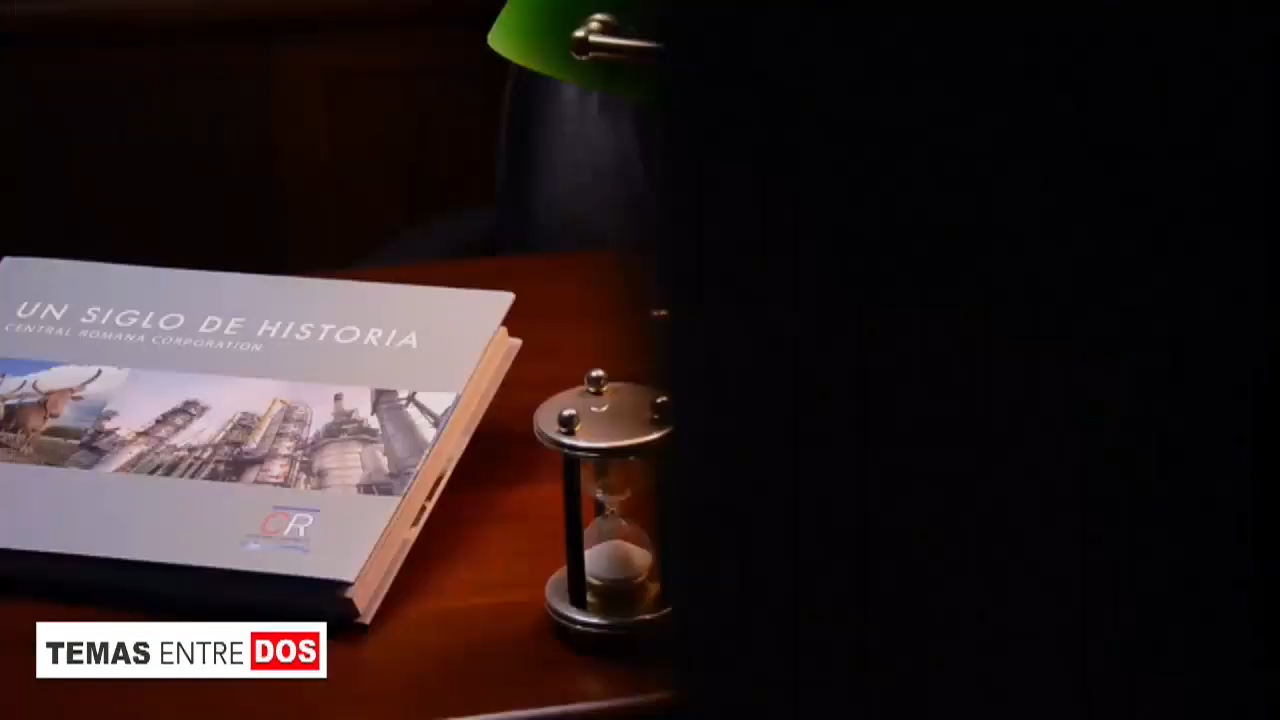 UN SIGLO DE HISTORIA
CENTRAL ROMANA CORPORATION
CR
TEMAS ENTRE DOS